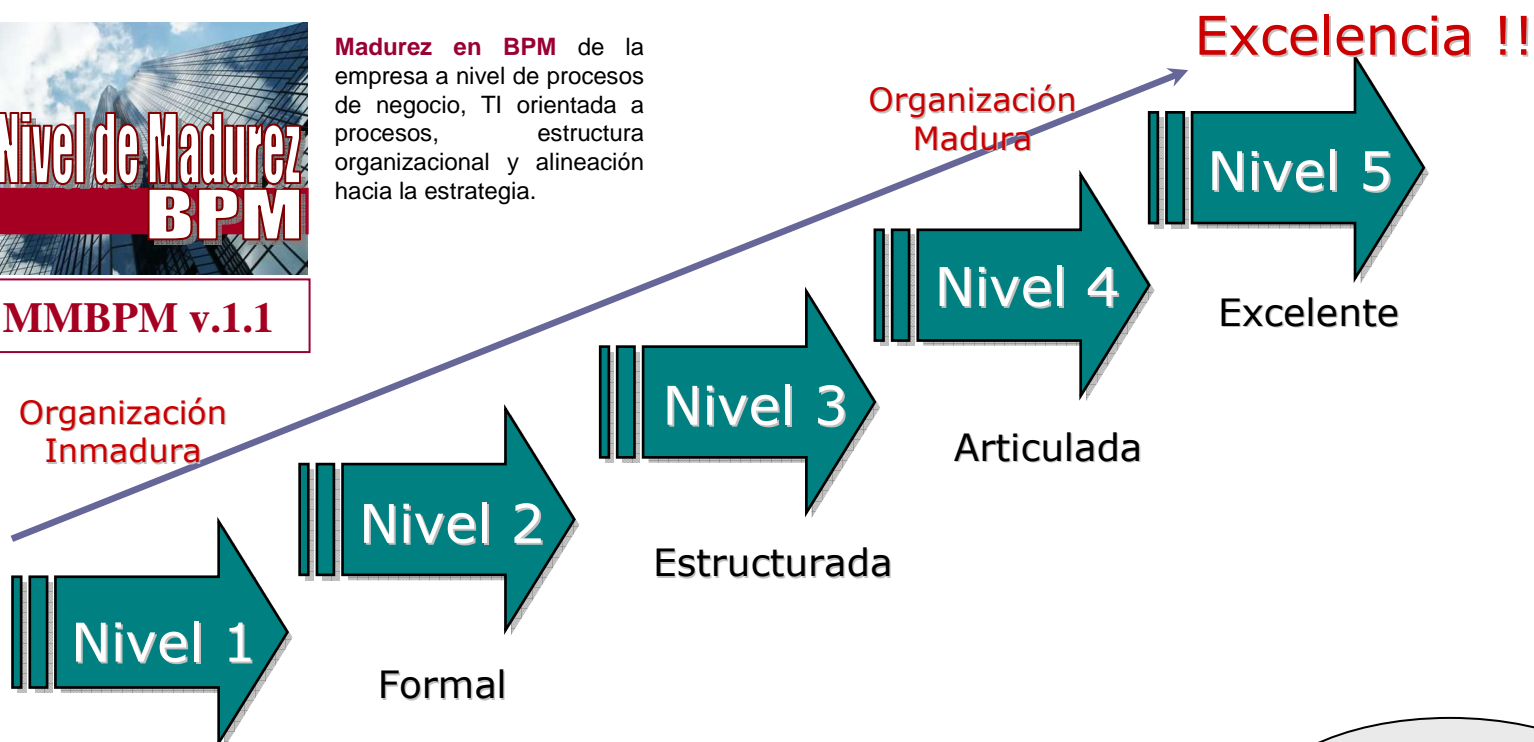 Excelencia !!
Nivel de Madurez
BPM
MMBPM v.1.1
Madurez en BPM de la
empresa a nivel de procesos
de negocio, TI orientada a
procesos, estructura
organizacional y alineación
hacia la estrategia.
Organización
Madura
Organización
Inmadura
Nivel 5
Excelente
Nivel 4
Articulada
Nivel 3
Estructurada
Nivel 2
Formal
Nivel 1